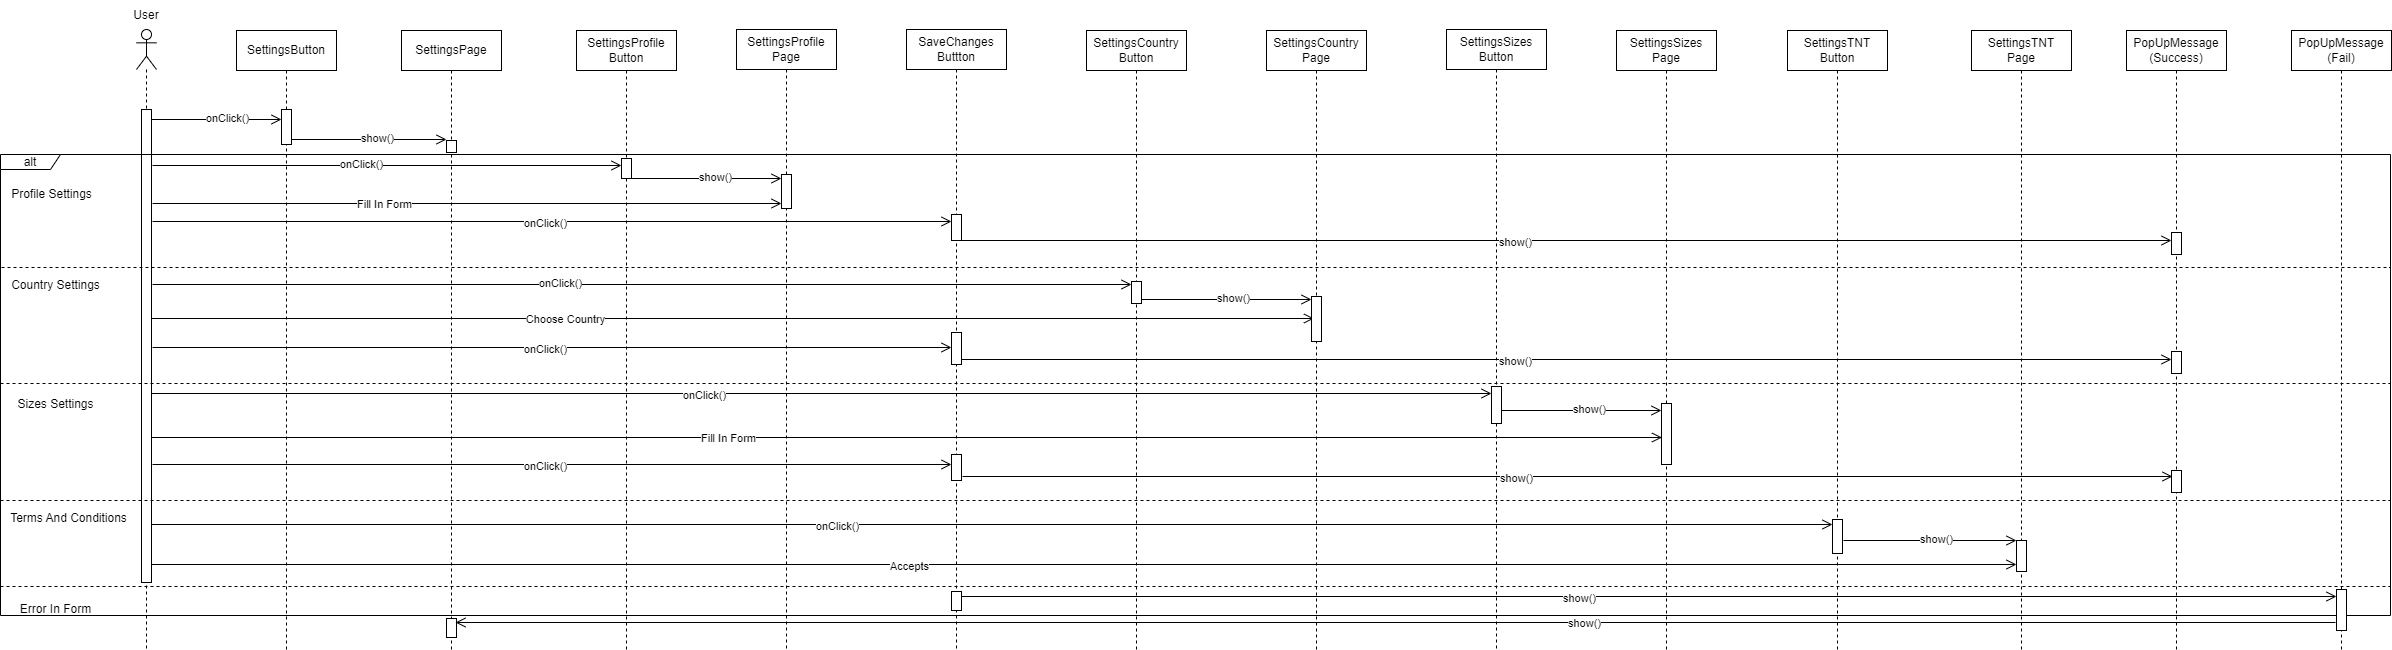 User
SettingsButton
SettingsPage
SettingsProfile
Button
SettingsProfile
Page
SaveChanges
Buttton
SettingsCountry
Button
SettingsCountry
Page
SettingsSizes
Button
SettingsSizes
Page
SettingsTNT
Button
SettingsTNT
Page
PopUpMessage
(Success)
PopUpMessage
(Fail)
onClick()
show()
alt
onClick()
show()
Profile Settings
Fill In Form
onClick()
show()
Country Settings
onClick()
show()
Choose Country
onClick()
show()
Sizes Settings
onClick()
show()
Fill In Form
onClick()
show()
Terms And Conditions
onClick()
show()
Accepts
Error In Form
show()
show()